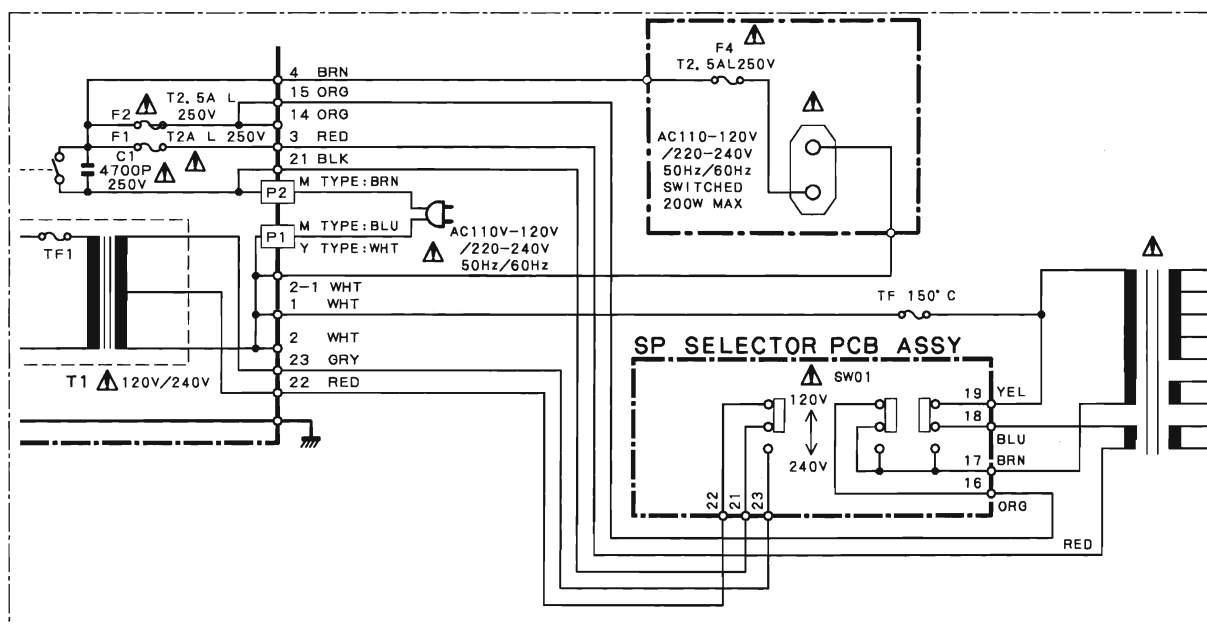 F4
T2.5AL250V
4 BRN
15 ORG
T2.5A L
250V
F2
14 ORG
F1
T2A L 250V
3 RED
C1
4700P
250V
21 BLK
AC110-120V
/220-240V
50Hz/60Hz
SWITCHED
200W MAX
P2
M TYPE:BRN
P1
M TYPE:BLU
Y TYPE:WHT
AC110V-120V
/220-240V
50Hz/60Hz
TF1
2-1 WHT
1 WHT
TF 150°C
2 WHT
SP SELECTOR PCB ASSY
23 GRY
T1
120V/240V
22 RED
SW01
120V
240V
19 YEL
18
BLU
17 BRN
16
ORG
22
21
23
RED